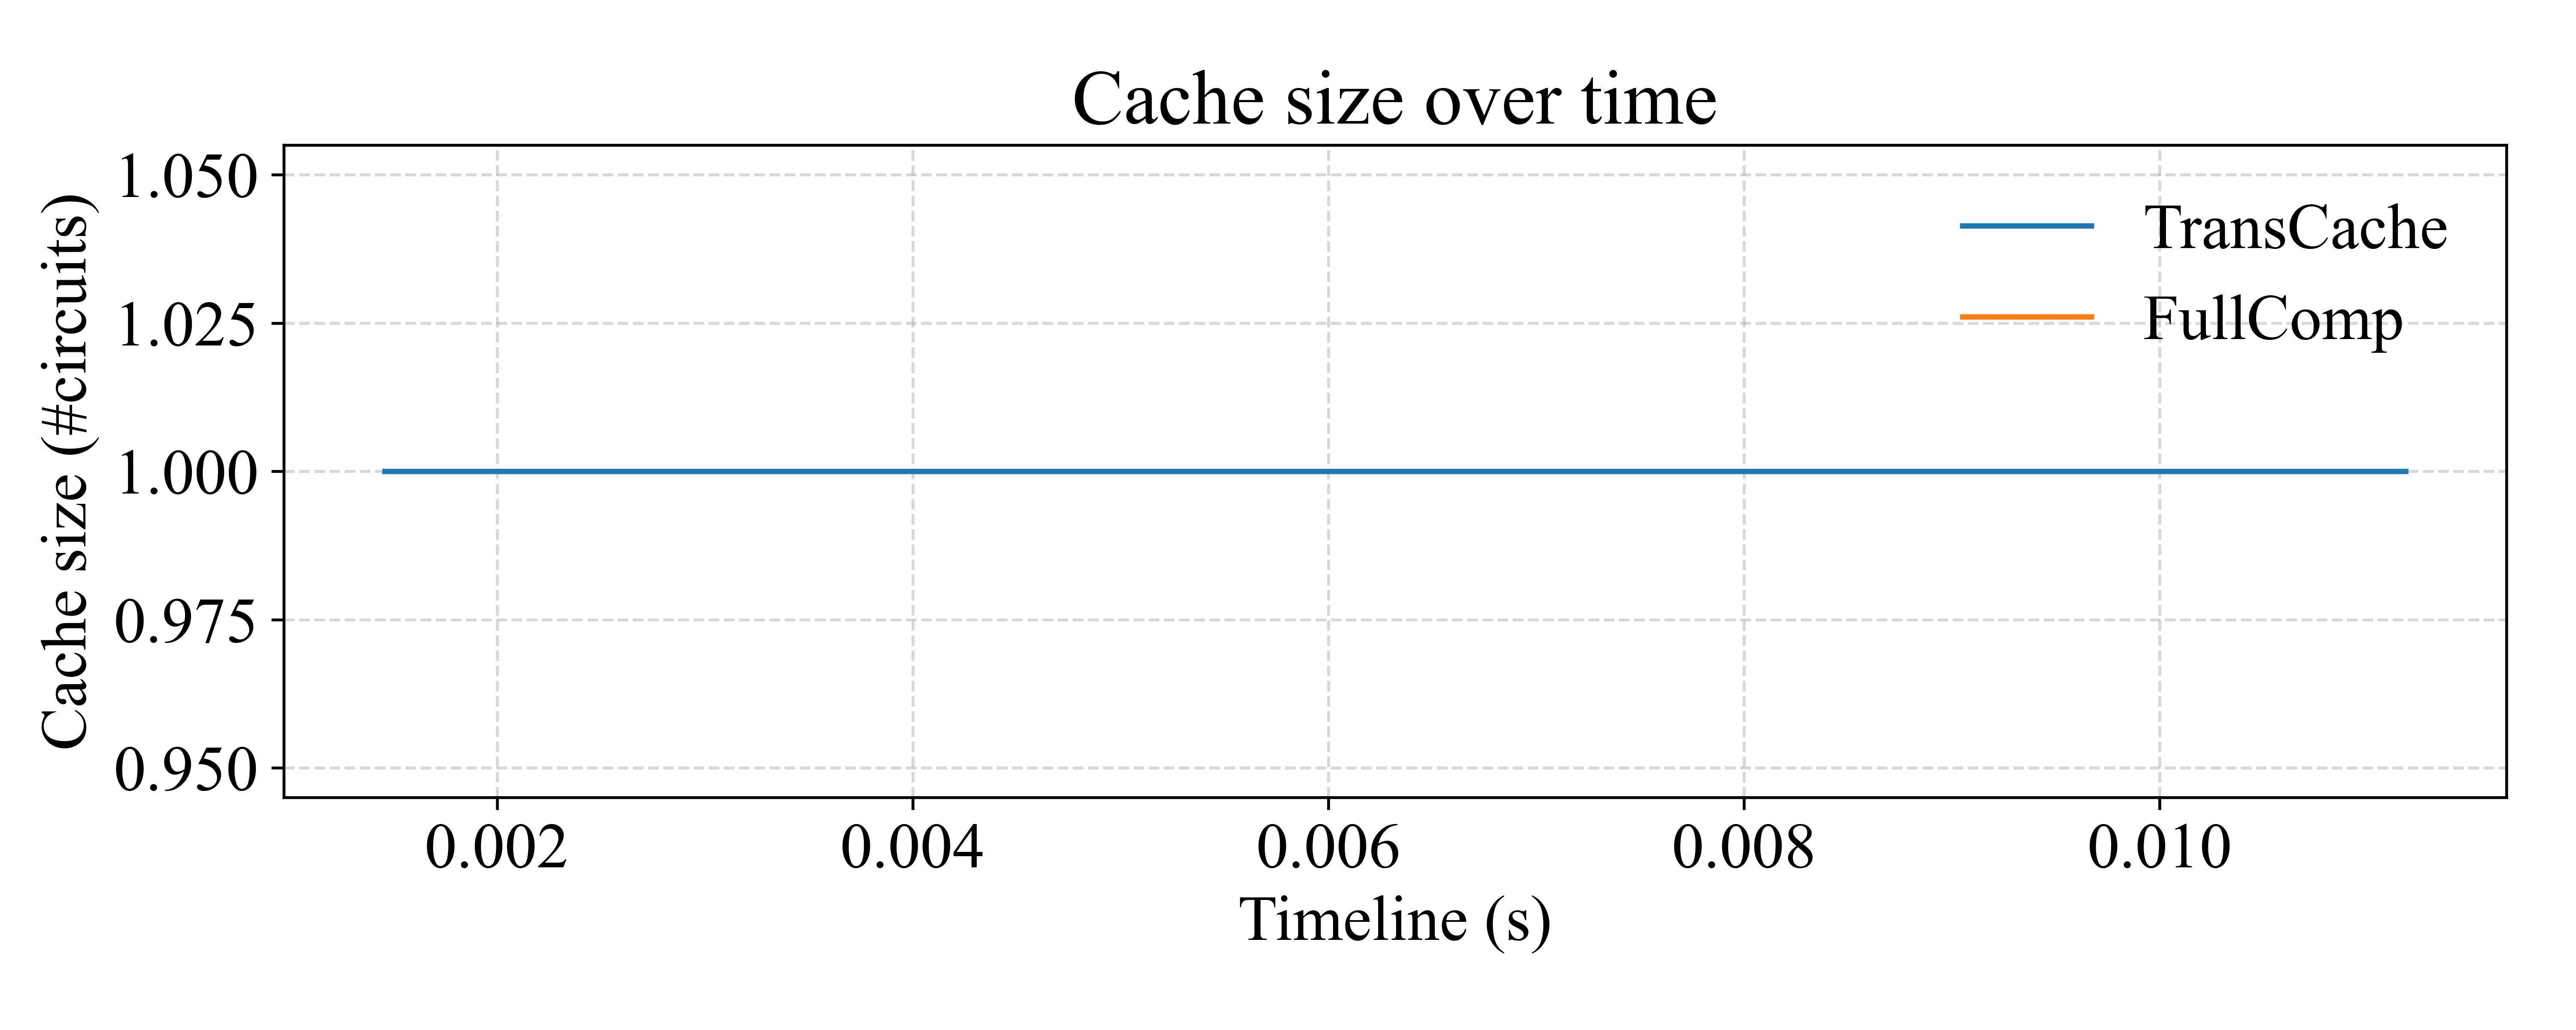 Cache size over time
Cache size (#circuits)
1.050
1.025
1.000
0.975
0.950
TransCache
FullComp
0.002 0.004 0.006 0.008 0.010
Timeline (s)